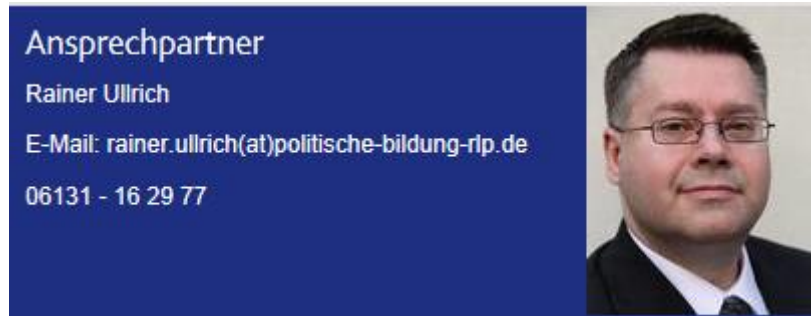 Ansprechpartner
Rainer Ullrich
E-Mail: rainer.ullrich(at)politische-bildung-rlp.de
06131 - 16 29 77